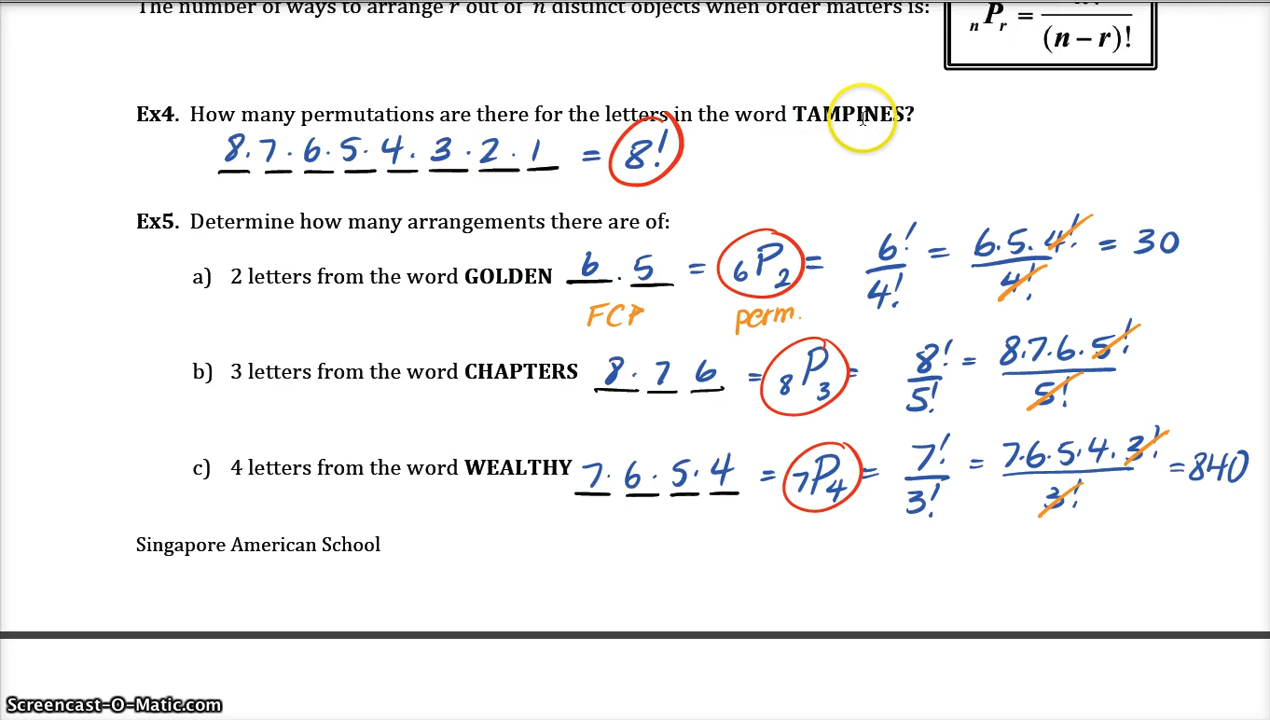 The number of ways to arrange r out of n distinct objects when order matters is:
nPr = n! / (n − r)!
Ex4. How many permutations are there for the letters in the word TAMPINES?
8 · 7 · 6 · 5 · 4 · 3 · 2 · 1 = 8!
Ex5. Determine how many arrangements there are of:
a) 2 letters from the word GOLDEN 6 · 5 = 6P2 = 6!/4! = 6·5·4!/4! = 30
FCP perm.
b) 3 letters from the word CHAPTERS 8 · 7 6 = 8P3 = 8!/5! = 8·7·6·5!/5!
c) 4 letters from the word WEALTHY 7 · 6 · 5 · 4 = 7P4 = 7!/3! = 7·6·5·4·3!/3! = 840
Singapore American School
Screencast-O-Matic.com